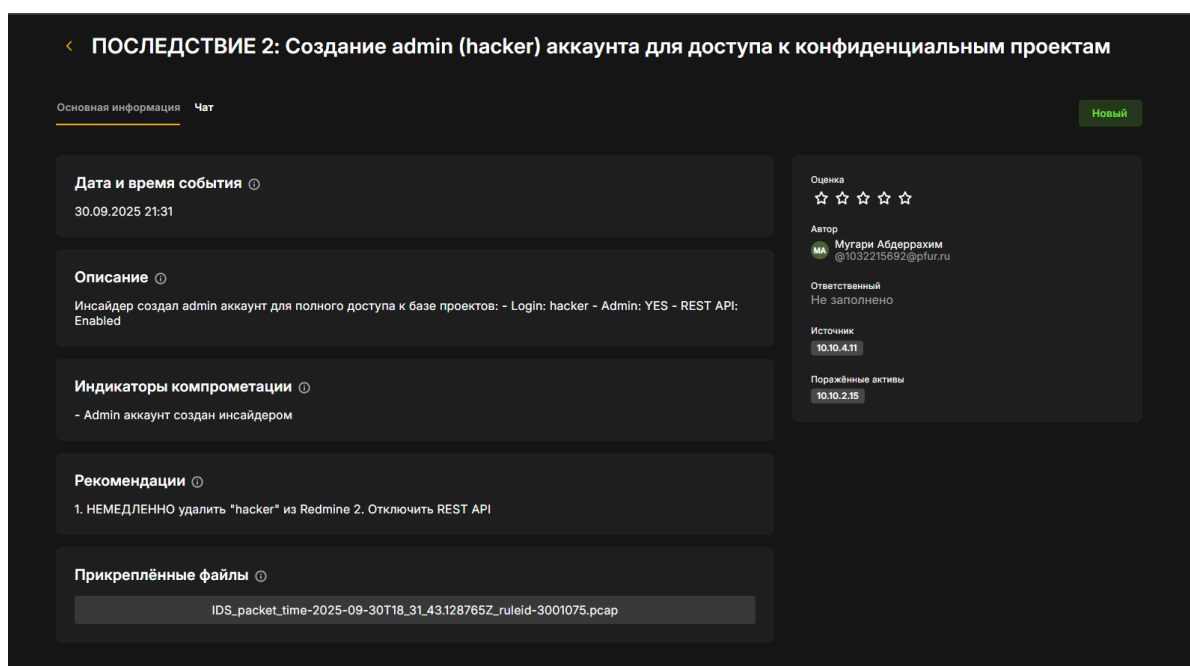 ПОСЛЕДСТВИЕ 2: Создание admin (hacker) аккаунта для доступа к конфиденциальным проектам
Основная информация Чат
Новый
Дата и время события
30.09.2025 21:31
Описание
Инсайдер создал admin аккаунт для полного доступа к базе проектов: - Login: hacker - Admin: YES - REST API:
Enabled
Индикаторы компрометации
- Admin аккаунт создан инсайдером
Рекомендации
1. НЕМЕДЛЕННО удалить "hacker" из Redmine 2. Отключить REST API
Прикреплённые файлы
IDS_packet_time-2025-09-30T18_31_43.128765Z_ruleid-3001075.pcap
Оценка
Автор
МА Мугари Абдеррахим
@1032215692@pfur.ru
Ответственный
Не заполнено
Источник
10.10.4.11
Поражённые активы
10.10.2.15